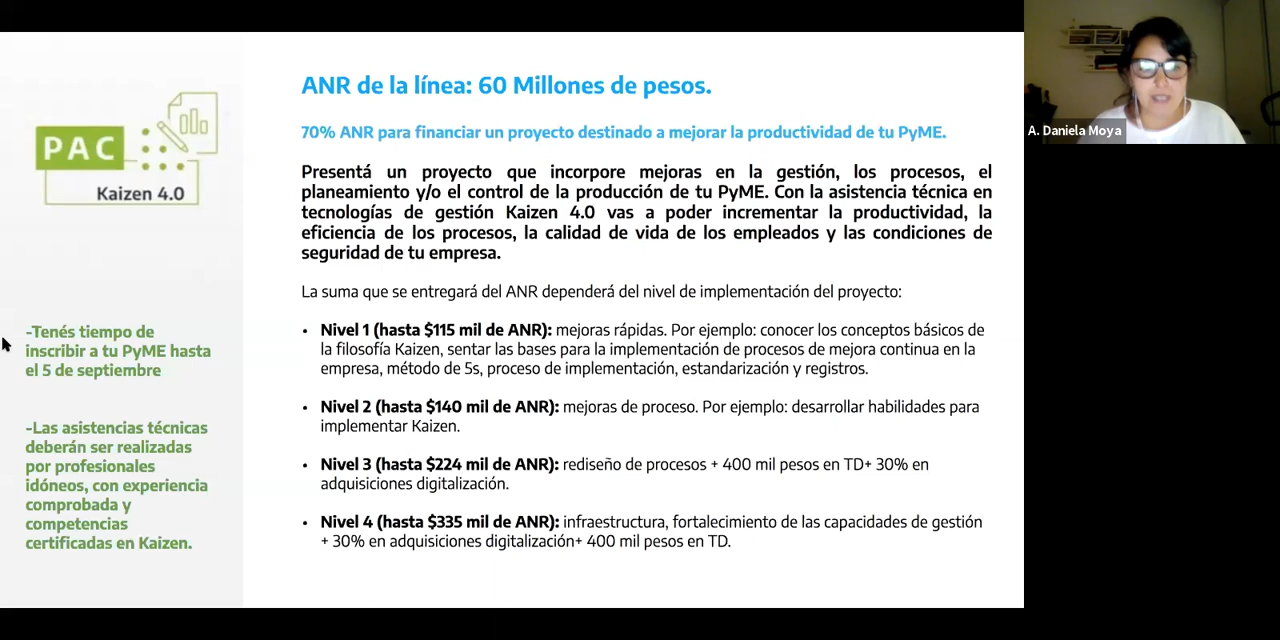 PAC
Kaizen 4.0
-Tenés tiempo de
inscribir a tu PyME hasta
el 5 de septiembre
-Las asistencias técnicas
deberán ser realizadas
por profesionales
idóneos, con experiencia
comprobada y
competencias
certificadas en Kaizen.
ANR de la línea: 60 Millones de pesos.
70% ANR para financiar un proyecto destinado a mejorar la productividad de tu PyME.
Presentá un proyecto que incorpore mejoras en la gestión, los procesos, el
planeamiento y/o el control de la producción de tu PyME. Con la asistencia técnica en
tecnologías de gestión Kaizen 4.0 vas a poder incrementar la productividad, la
eficiencia de los procesos, la calidad de vida de los empleados y las condiciones de
seguridad de tu empresa.
La suma que se entregará del ANR dependerá del nivel de implementación del proyecto:
• Nivel 1 (hasta $115 mil de ANR): mejoras rápidas. Por ejemplo: conocer los conceptos básicos de
la filosofía Kaizen, sentar las bases para la implementación de procesos de mejora continua en la
empresa, método de 5s, proceso de implementación, estandarización y registros.
• Nivel 2 (hasta $140 mil de ANR): mejoras de proceso. Por ejemplo: desarrollar habilidades para
implementar Kaizen.
• Nivel 3 (hasta $224 mil de ANR): rediseño de procesos + 400 mil pesos en TD+ 30% en
adquisiciones digitalización.
• Nivel 4 (hasta $335 mil de ANR): infraestructura, fortalecimiento de las capacidades de gestión
+ 30% en adquisiciones digitalización+ 400 mil pesos en TD.
A. Daniela Moya